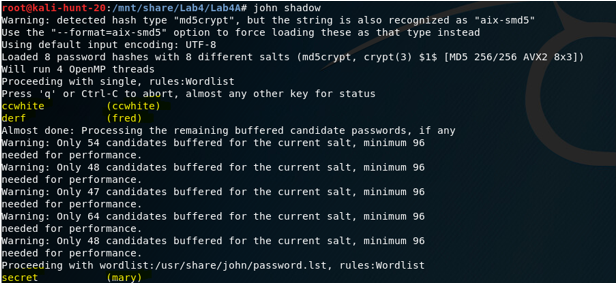 root@kali-hunt-20:/mnt/share/Lab4/Lab4A# john shadow
Warning: detected hash type "md5crypt", but the string is also recognized as "aix-smd5"
Use the "--format=aix-smd5" option to force loading these as that type instead
Using default input encoding: UTF-8
Loaded 8 password hashes with 8 different salts (md5crypt, crypt(3) $1$ [MD5 256/256 AVX2 8x3])
Will run 4 OpenMP threads
Proceeding with single, rules:Wordlist
Press 'q' or Ctrl-C to abort, almost any other key for status
ccwhite          (ccwhite)
derf             (fred)
Almost done: Processing the remaining buffered candidate passwords, if any
Warning: Only 54 candidates buffered for the current salt, minimum 96
needed for performance.
Warning: Only 48 candidates buffered for the current salt, minimum 96
needed for performance.
Warning: Only 47 candidates buffered for the current salt, minimum 96
needed for performance.
Warning: Only 64 candidates buffered for the current salt, minimum 96
needed for performance.
Warning: Only 48 candidates buffered for the current salt, minimum 96
needed for performance.
Proceeding with wordlist:/usr/share/john/password.lst, rules:Wordlist
secret           (mary)